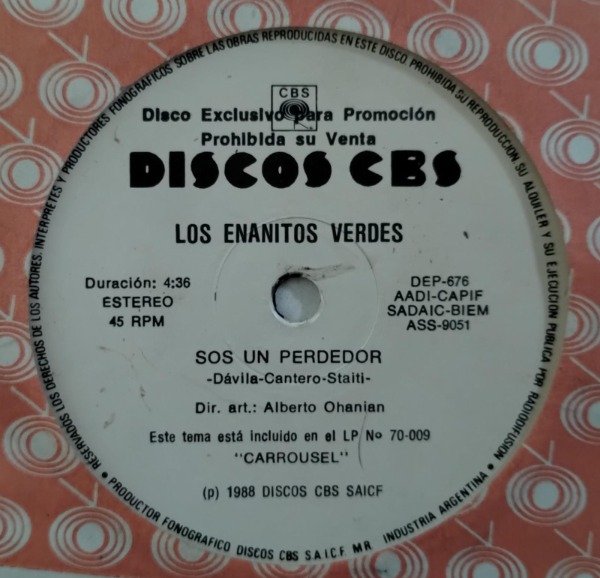 RESERVADOS LOS DERECHOS DE LOS AUTORES, INTERPRETES Y PRODUCTORES FONOGRAFICOS SOBRE LAS OBRAS REPRODUCIDAS EN ESTE DISCO PROHIBIDA SU REPRODUCCION, SU ALQUILER Y SU EJECUCION PUBLICA POR RADIODIFUSION
CBS
Disco Exclusivo para Promoción
Prohibida su Venta
DISCOS CBS
LOS ENANITOS VERDES
Duración: 4:36
ESTEREO
45 RPM
DEP-676
AADI-CAPIF
SADAIC-BIEM
ASS-9051
SOS UN PERDEDOR
-Dávila-Cantero-Staiti-
Dir. art.: Alberto Ohanian
Este tema está incluido en el LP Nº 70-009
"CARROUSEL"
(p) 1988 DISCOS CBS SAICF
• PRODUCTOR FONOGRAFICO DISCOS CBS S.A.I.C.F. MR INDUSTRIA ARGENTINA •